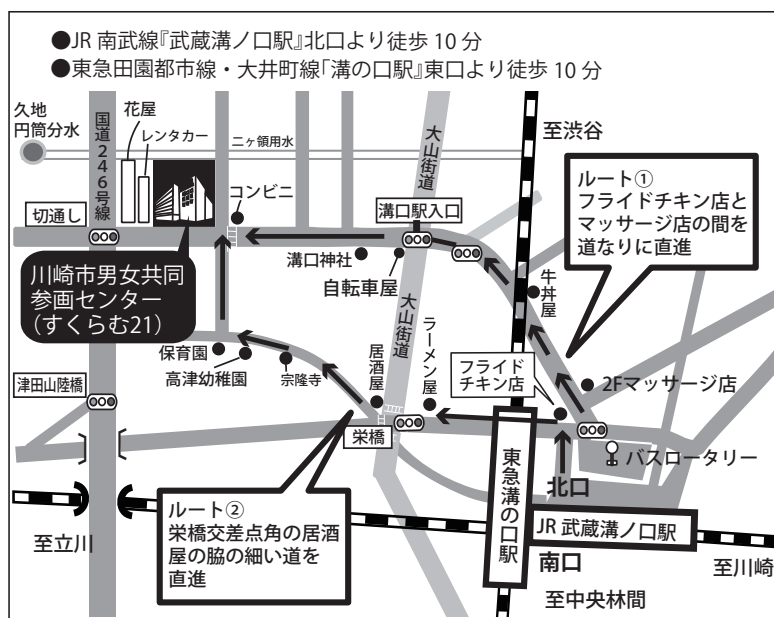 ●JR 南武線『武蔵溝ノ口駅』北口より徒歩 10 分
●東急田園都市線・大井町線「溝の口駅」東口より徒歩 10 分
久地
円筒分水
花屋
レンタカー
国道246号線
二ヶ領用水
大山街道
至渋谷
コンビニ
切通し
溝口駅入口
ルート①
フライドチキン店と
マッサージ店の間を
道なりに直進
川崎市男女共同
参画センター
(すくらむ21)
溝口神社
自転車屋
牛丼屋
大山街道
保育園
高津幼稚園
宗隆寺
居酒屋
ラーメン屋
フライド
チキン店
2Fマッサージ店
津田山陸橋
栄橋
バスロータリー
北口
東急溝の口駅
ルート②
栄橋交差点角の居酒
屋の脇の細い道を
直進
JR 武蔵溝ノ口駅
至立川
南口
至川崎
至中央林間